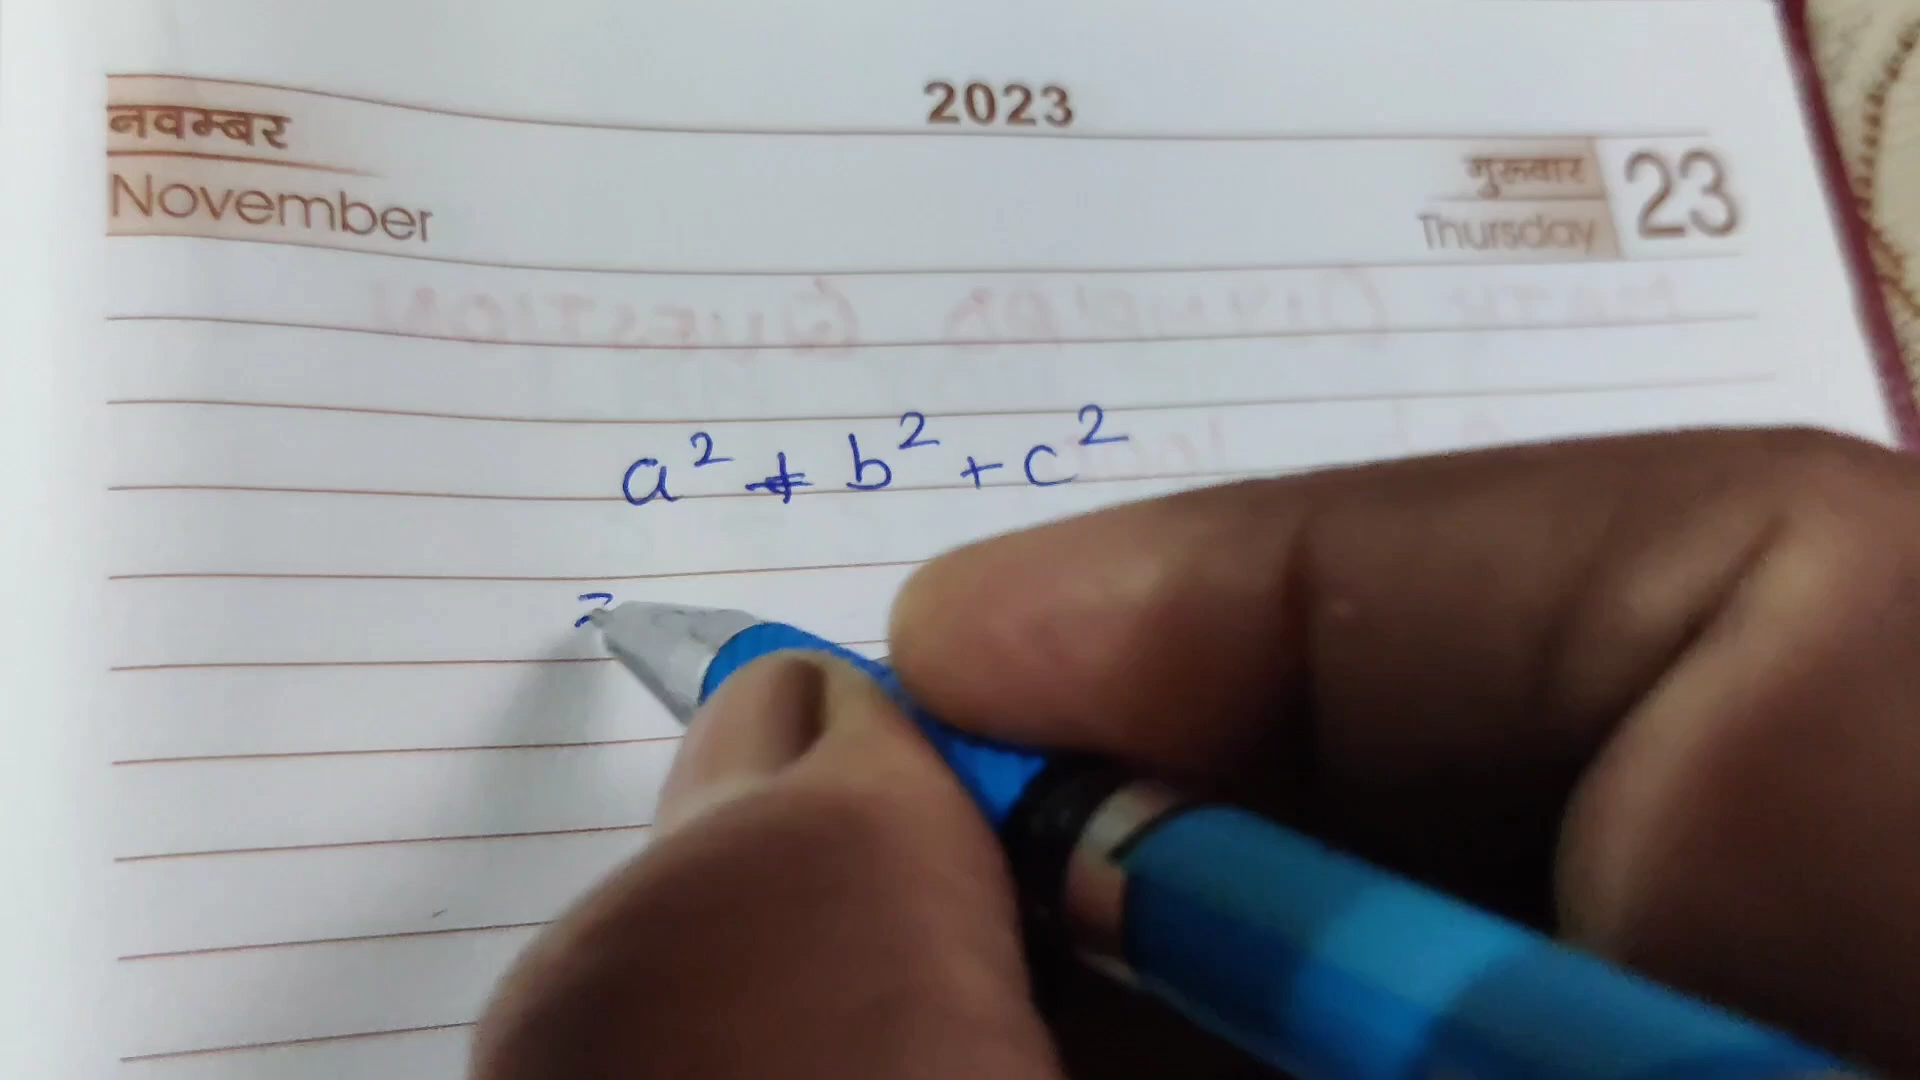 2023
नवम्बर
November
गुरूवार
Thursday
23
a² + b² + c²
=